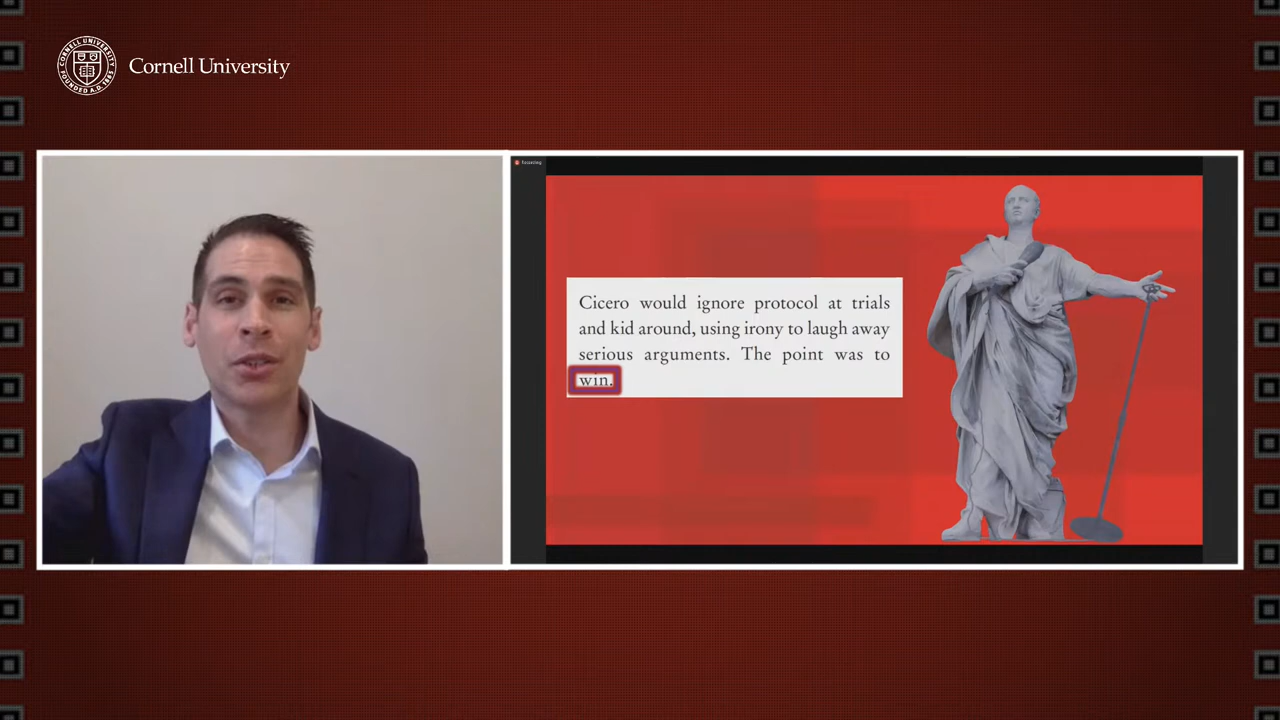 Cornell University
Cicero would ignore protocol at trials
and kid around, using irony to laugh away
serious arguments. The point was to
win.